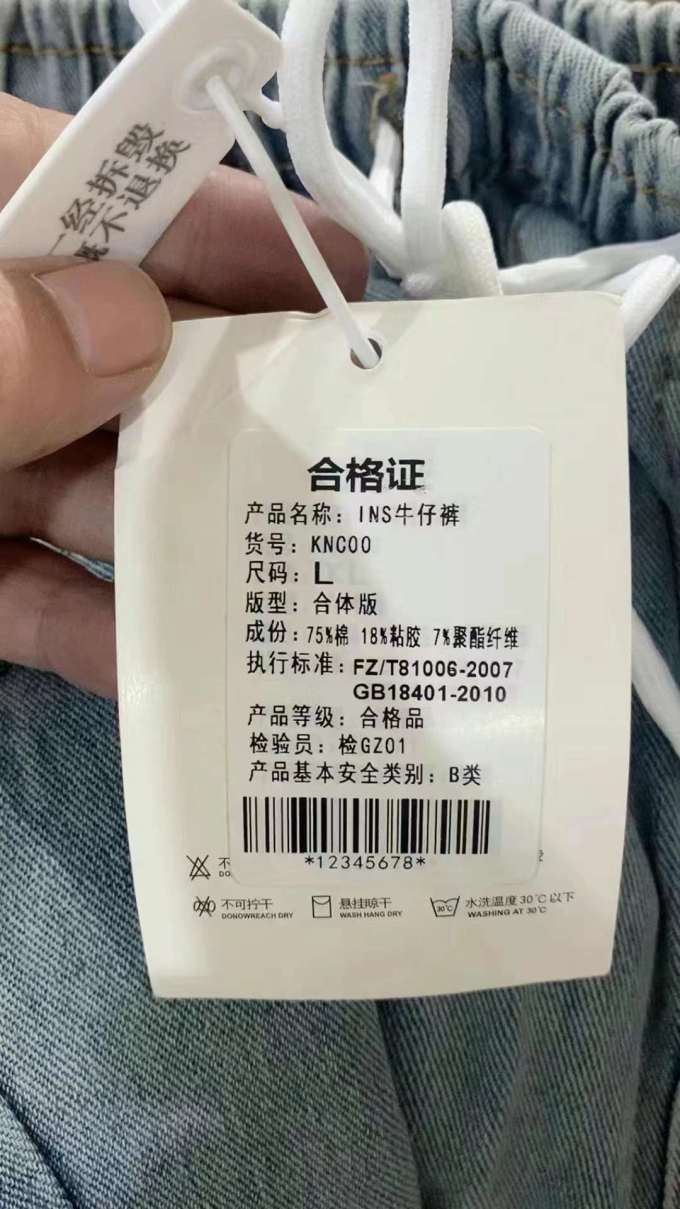 一经拆毁
概不退换
合格证
产品名称：INS牛仔裤
货号：KNC00
尺码：L
版型：合体版
成份：75%棉 18%粘胶 7%聚酯纤维
执行标准：FZ/T81006-2007
GB18401-2010
产品等级：合格品
检验员：检GZ01
产品基本安全类别：B类
*12345678*
不
DO
不可拧干
DONOWREACH DRY
悬挂晾干
WASH HANG DRY
30℃
水洗温度30℃以下
WASHING AT 30℃